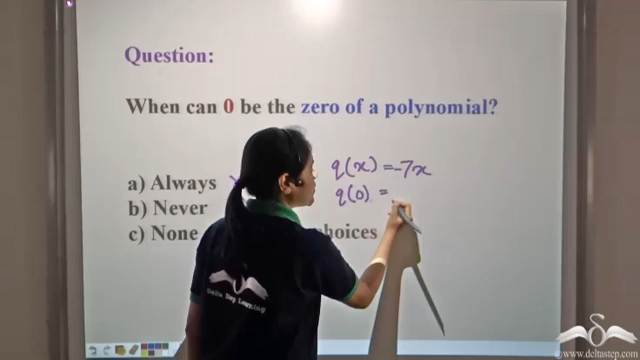 Question:
When can 0 be the zero of a polynomial?
a) Always
q(x) = -7x
b) Never
q(0) =
c) None
choices
Delta Step Learning
©www.deltastep.com